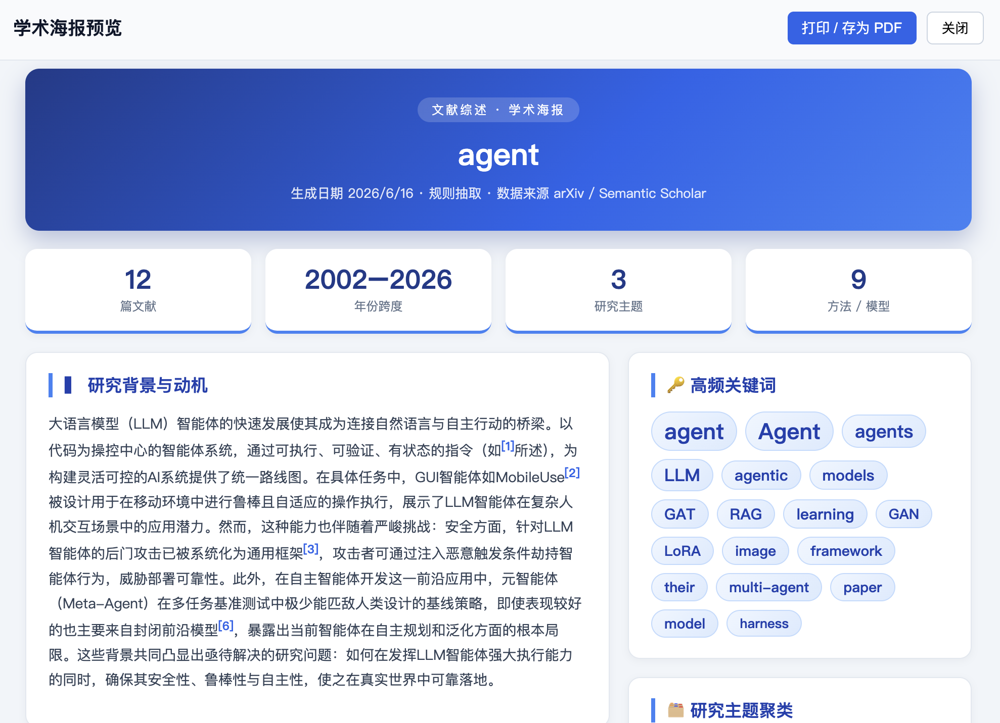 学术海报预览
打印 / 存为 PDF
关闭
文献综述 · 学术海报
agent
生成日期 2026/6/16 · 规则抽取 · 数据来源 arXiv / Semantic Scholar
12
篇文献
2002—2026
年份跨度
3
研究主题
9
方法 / 模型
研究背景与动机
大语言模型（LLM）智能体的快速发展使其成为连接自然语言与自主行动的桥梁。以
代码为操控中心的智能体系统，通过可执行、可验证、有状态的指令（如[1]所述），为
构建灵活可控的AI系统提供了统一路线图。在具体任务中，GUI智能体如MobileUse[2]
被设计用于在移动环境中进行鲁棒且自适应的操作执行，展示了LLM智能体在复杂人
机交互场景中的应用潜力。然而，这种能力也伴随着严峻挑战：安全方面，针对LLM
智能体的后门攻击已被系统化为通用框架[3]，攻击者可通过注入恶意触发条件劫持智
能体行为，威胁部署可靠性。此外，在自主智能体开发这一前沿应用中，元智能体
（Meta-Agent）在多任务基准测试中极少能匹敌人类设计的基线策略，即使表现较好
的也主要来自封闭前沿模型[6]，暴露出当前智能体在自主规划和泛化方面的根本局
限。这些背景共同凸显出亟待解决的研究问题：如何在发挥LLM智能体强大执行能力
的同时，确保其安全性、鲁棒性与自主性，使之在真实世界中可靠落地。
🔑 高频关键词
agent Agent agents
LLM agentic models
GAT RAG learning GAN
LoRA image framework
their multi-agent paper
model harness
🗂️ 研究主题聚类